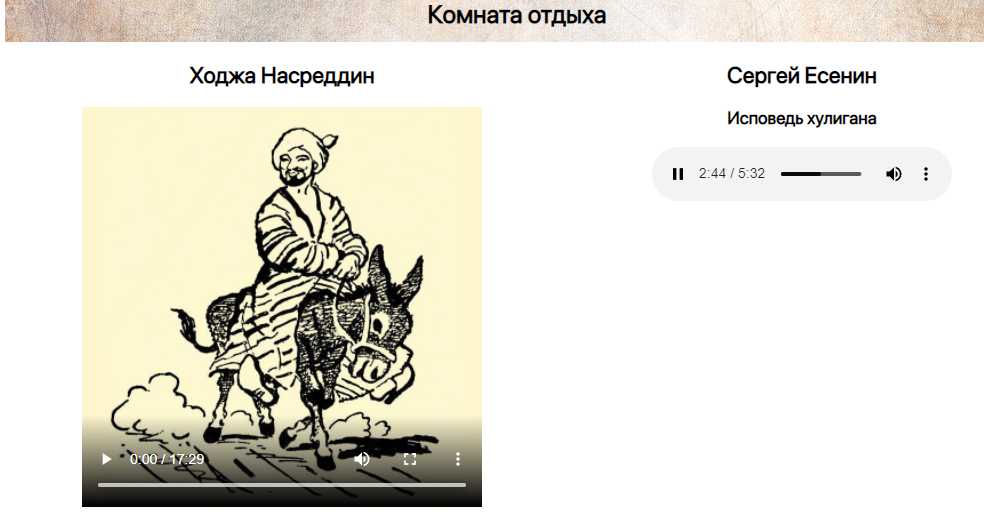 Комната отдыха
Ходжа Насреддин
0:00 / 17:29
Сергей Есенин
Исповедь хулигана
2:44 / 5:32